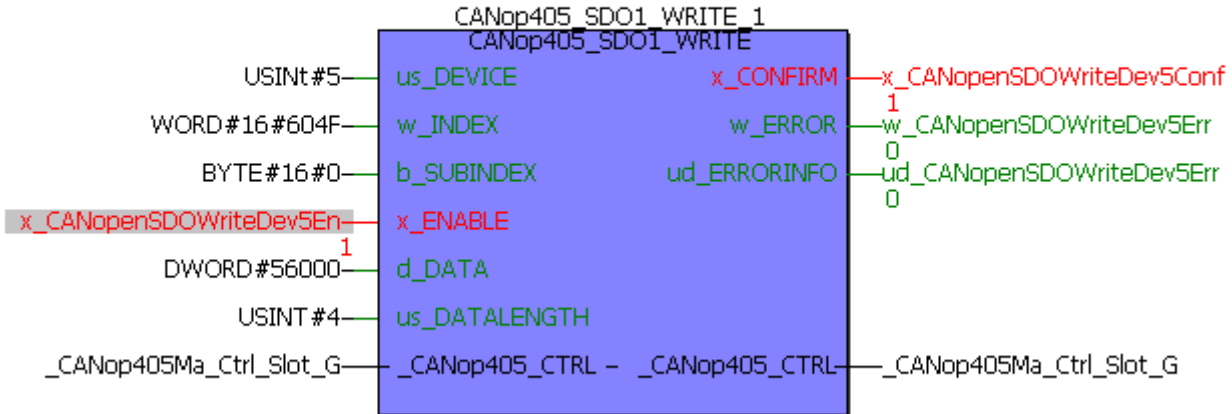 CANop405_SDO1_WRITE_1
CANop405_SDO1_WRITE
USINt#5 us_DEVICE x_CONFIRM x_CANopenSDOWriteDev5Conf
1
WORD#16#604F w_INDEX w_ERROR w_CANopenSDOWriteDev5Err
0
BYTE#16#0 b_SUBINDEX ud_ERRORINFO ud_CANopenSDOWriteDev5Err
0
x_CANopenSDOWriteDev5En x_ENABLE
1
DWORD#56000 d_DATA
USINT#4 us_DATALENGTH
_CANop405Ma_Ctrl_Slot_G _CANop405_CTRL – _CANop405_CTRL _CANop405Ma_Ctrl_Slot_G